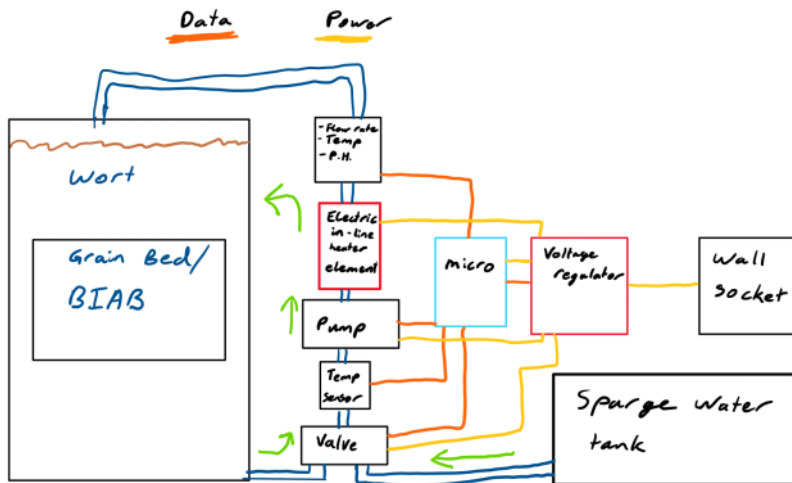 Data
Power
- Flow rate
- Temp
- P.H.
Wort
Electric
in-line
heater
element
Grain Bed/
BIAB
micro
Voltage
regulator
Wall
Socket
Pump
Temp
sensor
Valve
Sparge Water
tank